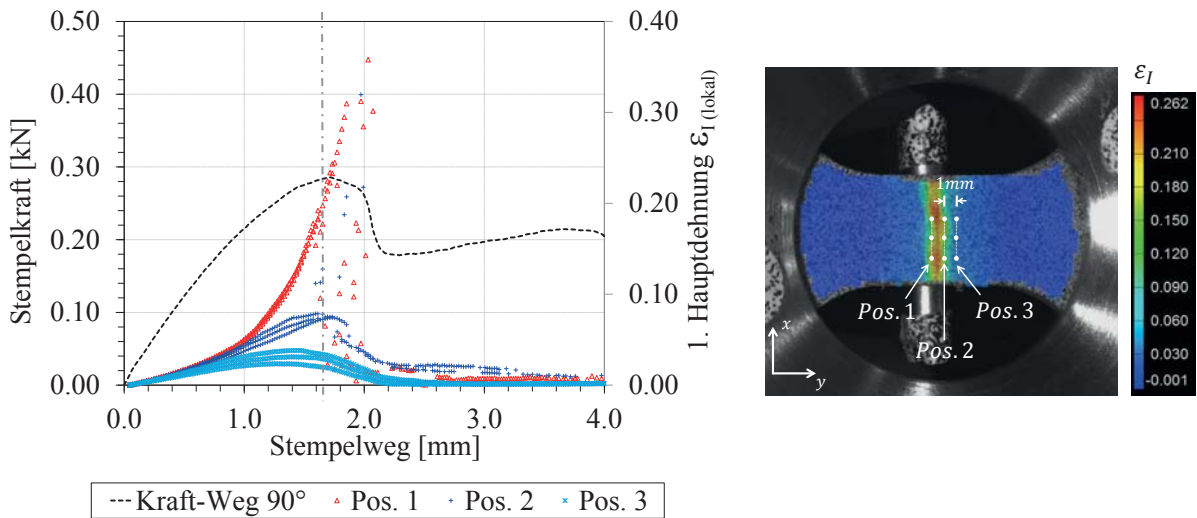 0.50
0.40
0.30
0.20
0.10
0.00
Stempelkraft [kN]
0.40
0.30
0.20
0.10
0.00
1. Hauptdehnung ε_I (lokal)
0.0 1.0 2.0 3.0 4.0
Stempelweg [mm]
Kraft-Weg 90° Pos. 1 Pos. 2 Pos. 3
1mm
Pos. 1
Pos. 2
Pos. 3
x
y
ε_I
0.262
0.210
0.180
0.150
0.120
0.090
0.060
0.030
-0.001